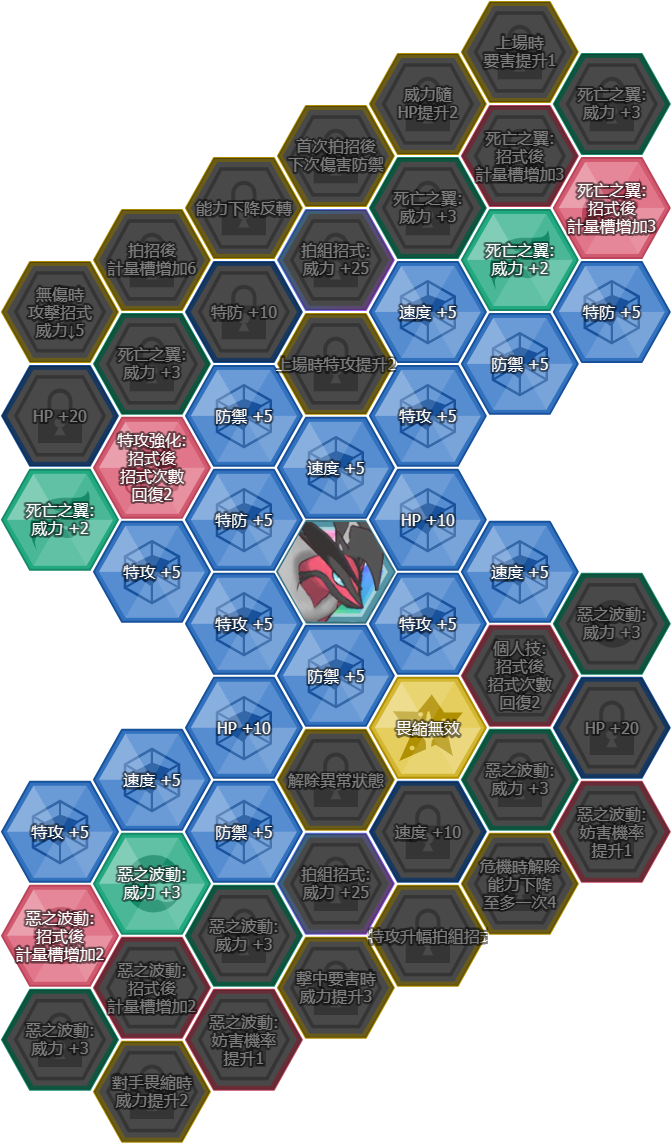 上場時
要害提升1
威力隨
HP提升2
死亡之翼:
威力 +3
首次拍招後
下次傷害防禦
死亡之翼:
招式後
計量槽增加3
能力下降反轉
死亡之翼:
威力 +3
死亡之翼:
招式後
計量槽增加3
拍招後
計量槽增加6
拍組招式:
威力 +25
死亡之翼:
威力 +2
無傷時
攻擊招式
威力↓5
特防 +10
速度 +5
特防 +5
死亡之翼:
威力 +3
上場時特攻提升2
防禦 +5
HP +20
防禦 +5
特攻 +5
特攻強化:
招式後
招式次數
回復2
速度 +5
死亡之翼:
威力 +2
特防 +5
HP +10
特攻 +5
速度 +5
特攻 +5
特攻 +5
惡之波動:
威力 +3
防禦 +5
個人技:
招式後
招式次數
回復2
HP +10
畏縮無效
HP +20
速度 +5
解除異常狀態
惡之波動:
威力 +3
特攻 +5
防禦 +5
速度 +10
惡之波動:
妨害機率
提升1
惡之波動:
威力 +3
拍組招式:
威力 +25
危機時解除
能力下降
至多一次4
惡之波動:
招式後
計量槽增加2
惡之波動:
威力 +3
特攻升幅拍組招式
惡之波動:
招式後
計量槽增加2
擊中要害時
威力提升3
惡之波動:
威力 +3
惡之波動:
妨害機率
提升1
對手畏縮時
威力提升2